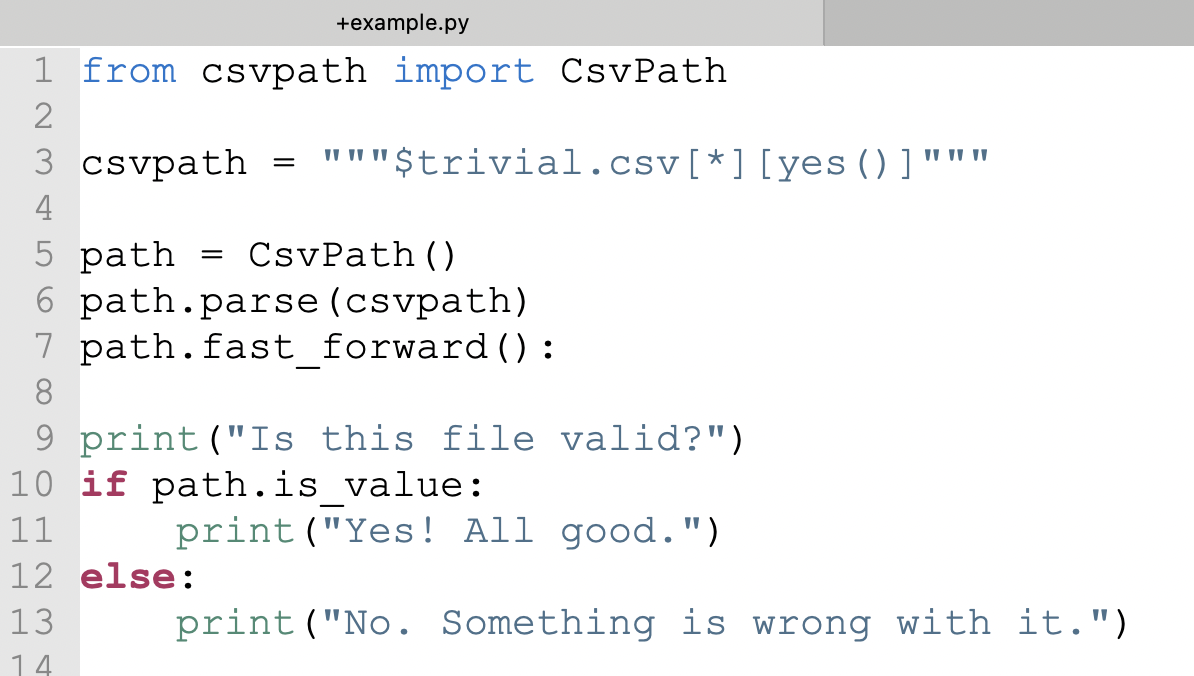 +example.py
1 from csvpath import CsvPath
2
3 csvpath = """$trivial.csv[*][yes()]"""
4
5 path = CsvPath()
6 path.parse(csvpath)
7 path.fast_forward():
8
9 print("Is this file valid?")
10 if path.is_value:
11     print("Yes! All good.")
12 else:
13     print("No. Something is wrong with it.")
14